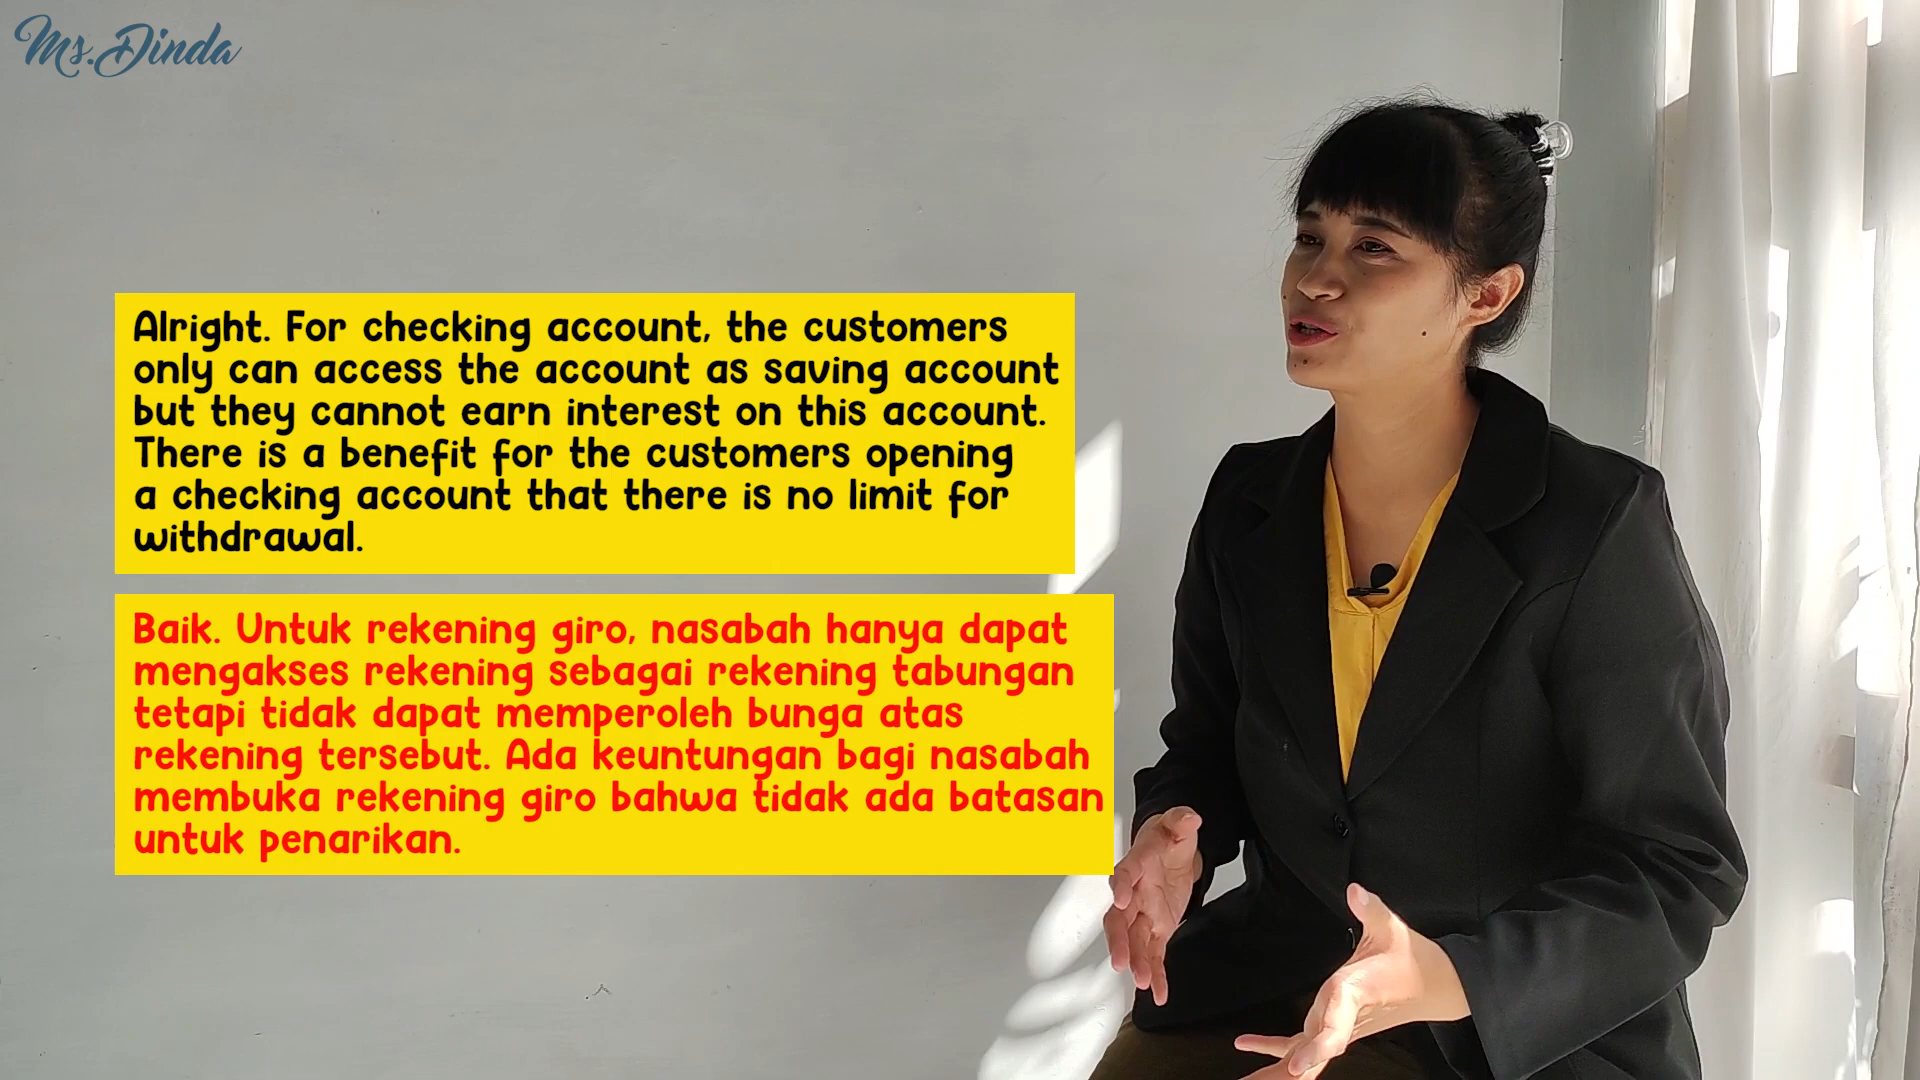 Ms.Dinda
Alright. For checking account, the customers
only can access the account as saving account
but they cannot earn interest on this account.
There is a benefit for the customers opening
a checking account that there is no limit for
withdrawal.
Baik. Untuk rekening giro, nasabah hanya dapat
mengakses rekening sebagai rekening tabungan
tetapi tidak dapat memperoleh bunga atas
rekening tersebut. Ada keuntungan bagi nasabah
membuka rekening giro bahwa tidak ada batasan
untuk penarikan.